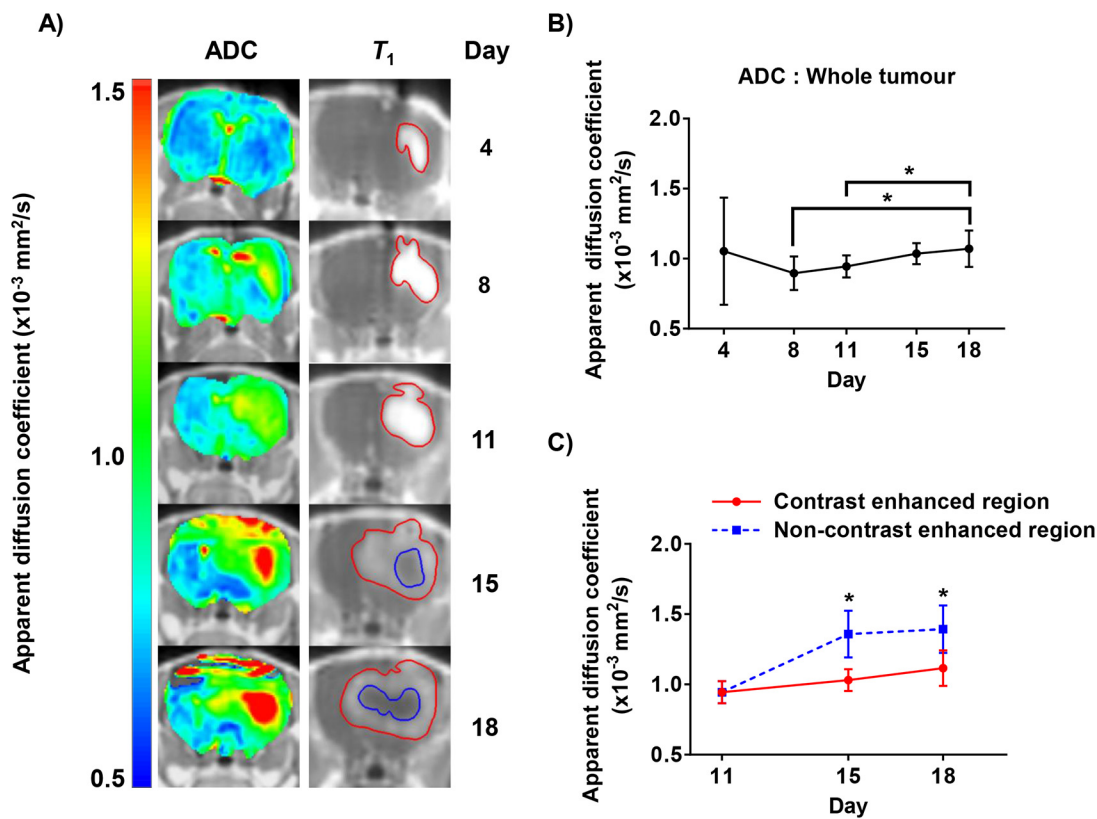 A)
ADC
T1
Day
Apparent diffusion coefficient (x10-3 mm2/s)
1.5
1.0
0.5
4
8
11
15
18
B)
ADC : Whole tumour
Apparent diffusion coefficient
(x10-3 mm2/s)
2.0
1.5
1.0
0.5
*
*
4 8 11 15 18
Day
C)
Contrast enhanced region
Non-contrast enhanced region
Apparent diffusion coefficient
(x10-3 mm2/s)
2.0
1.5
1.0
0.5
* *
11 15 18
Day